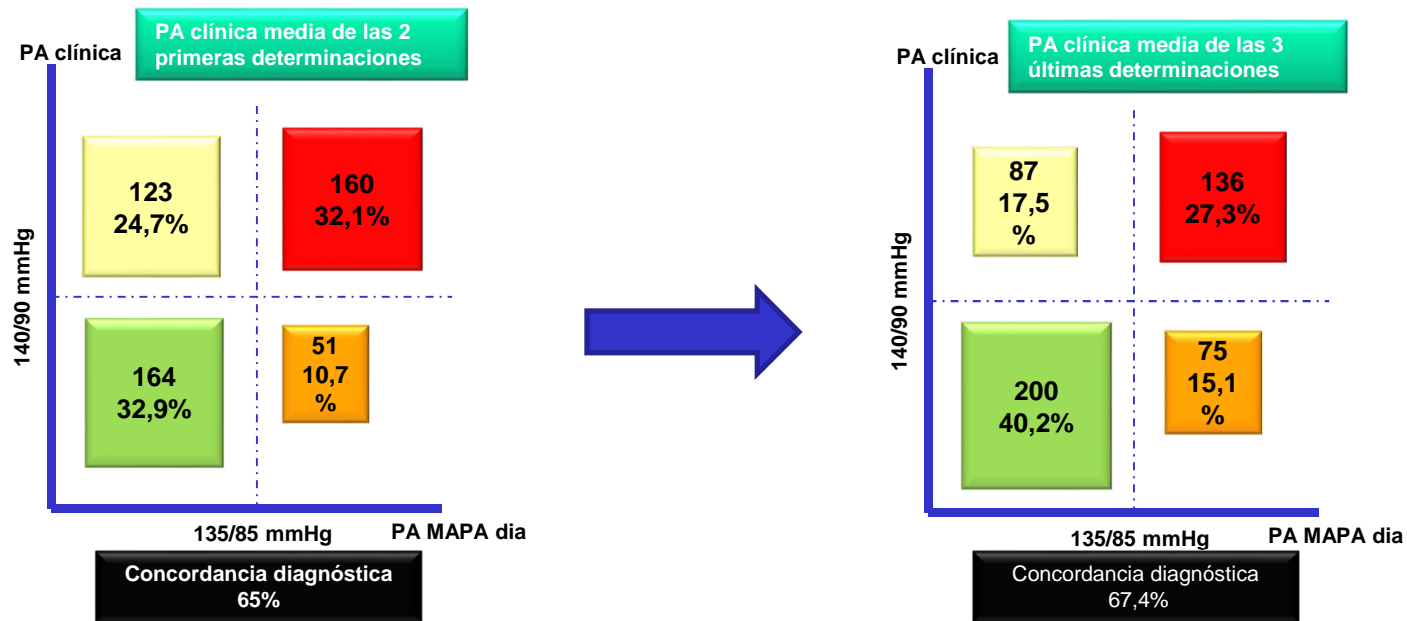 PA clínica media de las 2
primeras determinaciones
PA clínica
123
24,7%
160
32,1%
140/90 mmHg
164
32,9%
51
10,7
%
135/85 mmHg
PA MAPA dia
Concordancia diagnóstica
65%
PA clínica media de las 3
últimas determinaciones
PA clínica
87
17,5
%
136
27,3%
140/90 mmHg
200
40,2%
75
15,1
%
135/85 mmHg
PA MAPA dia
Concordancia diagnóstica
67,4%